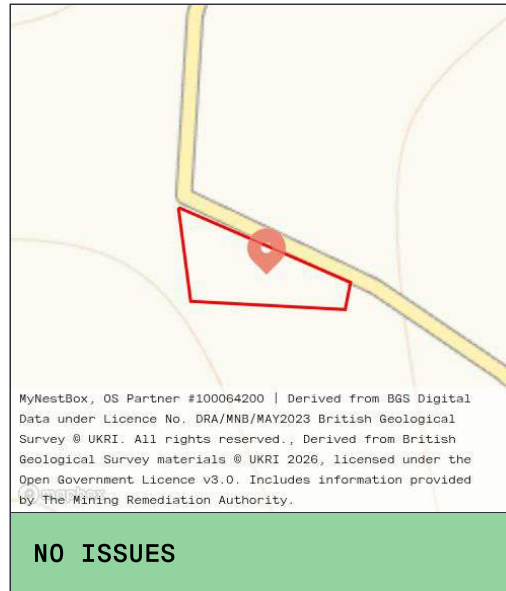 MyNestBox, OS Partner #100064200 | Derived from BGS Digital
Data under Licence No. DRA/MNB/MAY2023 British Geological
Survey © UKRI. All rights reserved., Derived from British
Geological Survey materials © UKRI 2026, licensed under the
Open Government Licence v3.0. Includes information provided
by The Mining Remediation Authority.
mapbox
NO ISSUES